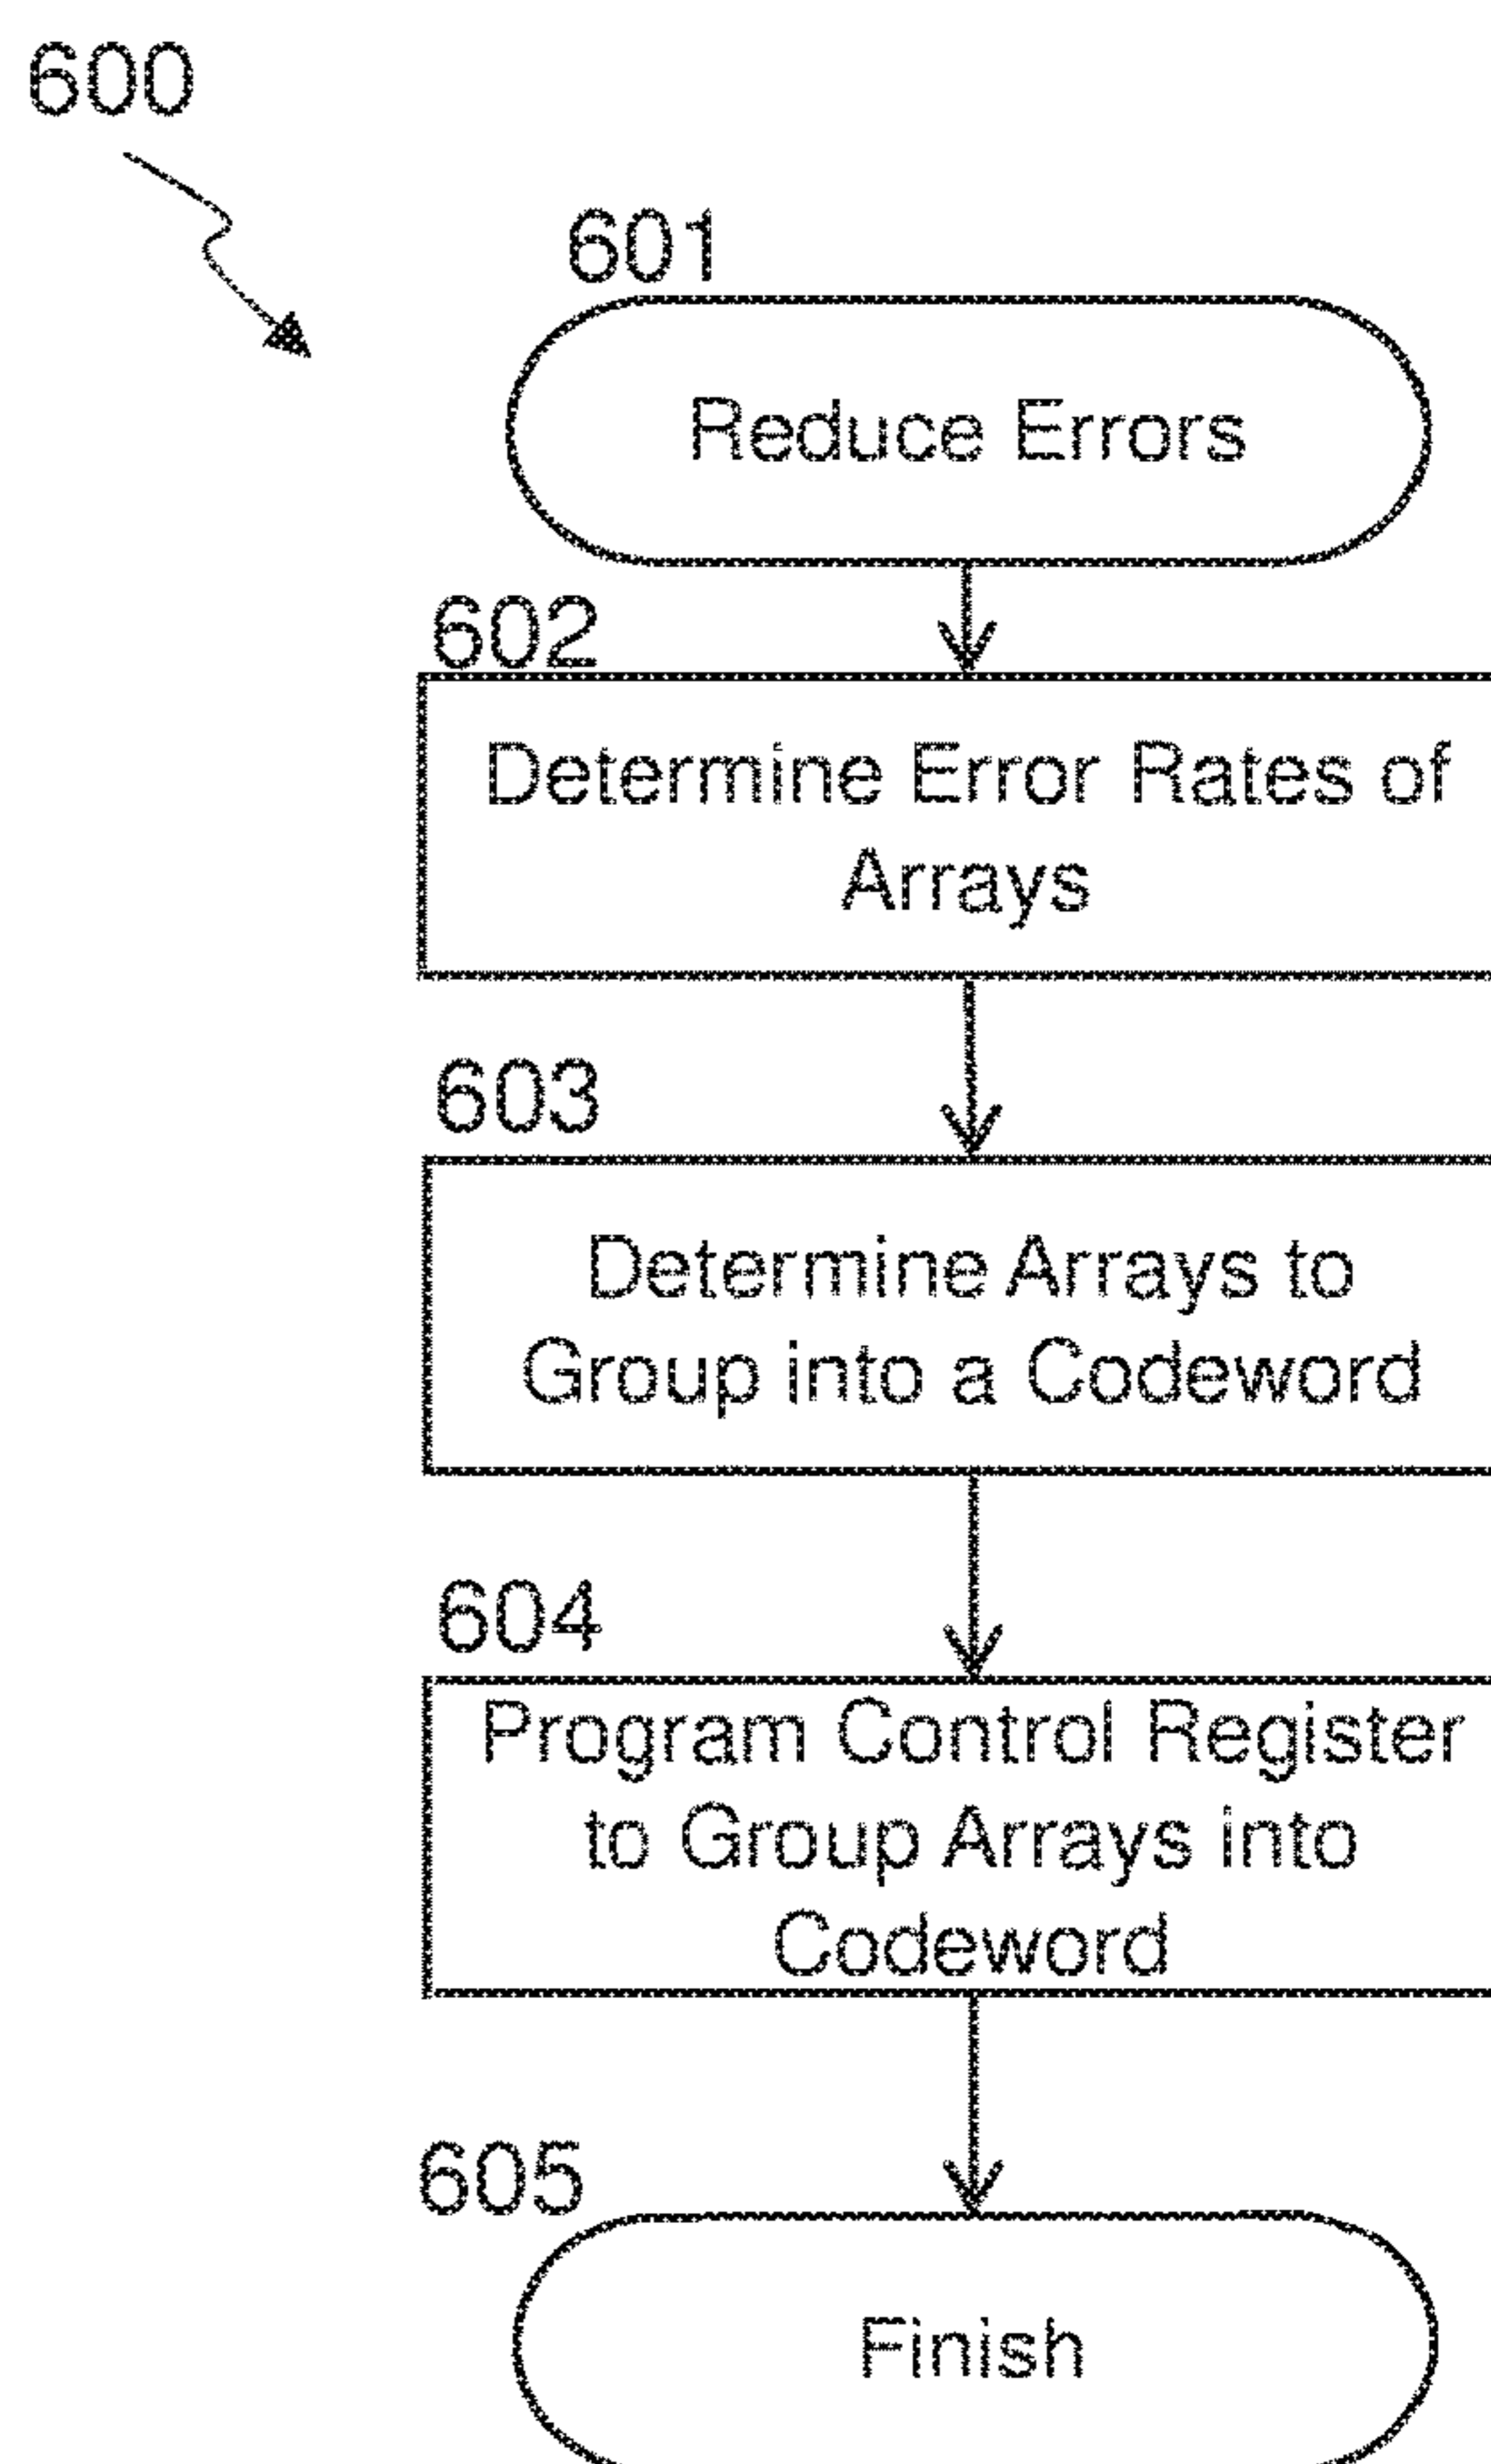 600
601
Reduce Errors
602
Determine Error Rates of
Arrays
603
Determine Arrays to
Group into a Codeword
604
Program Control Register
to Group Arrays into
Codeword
605
Finish